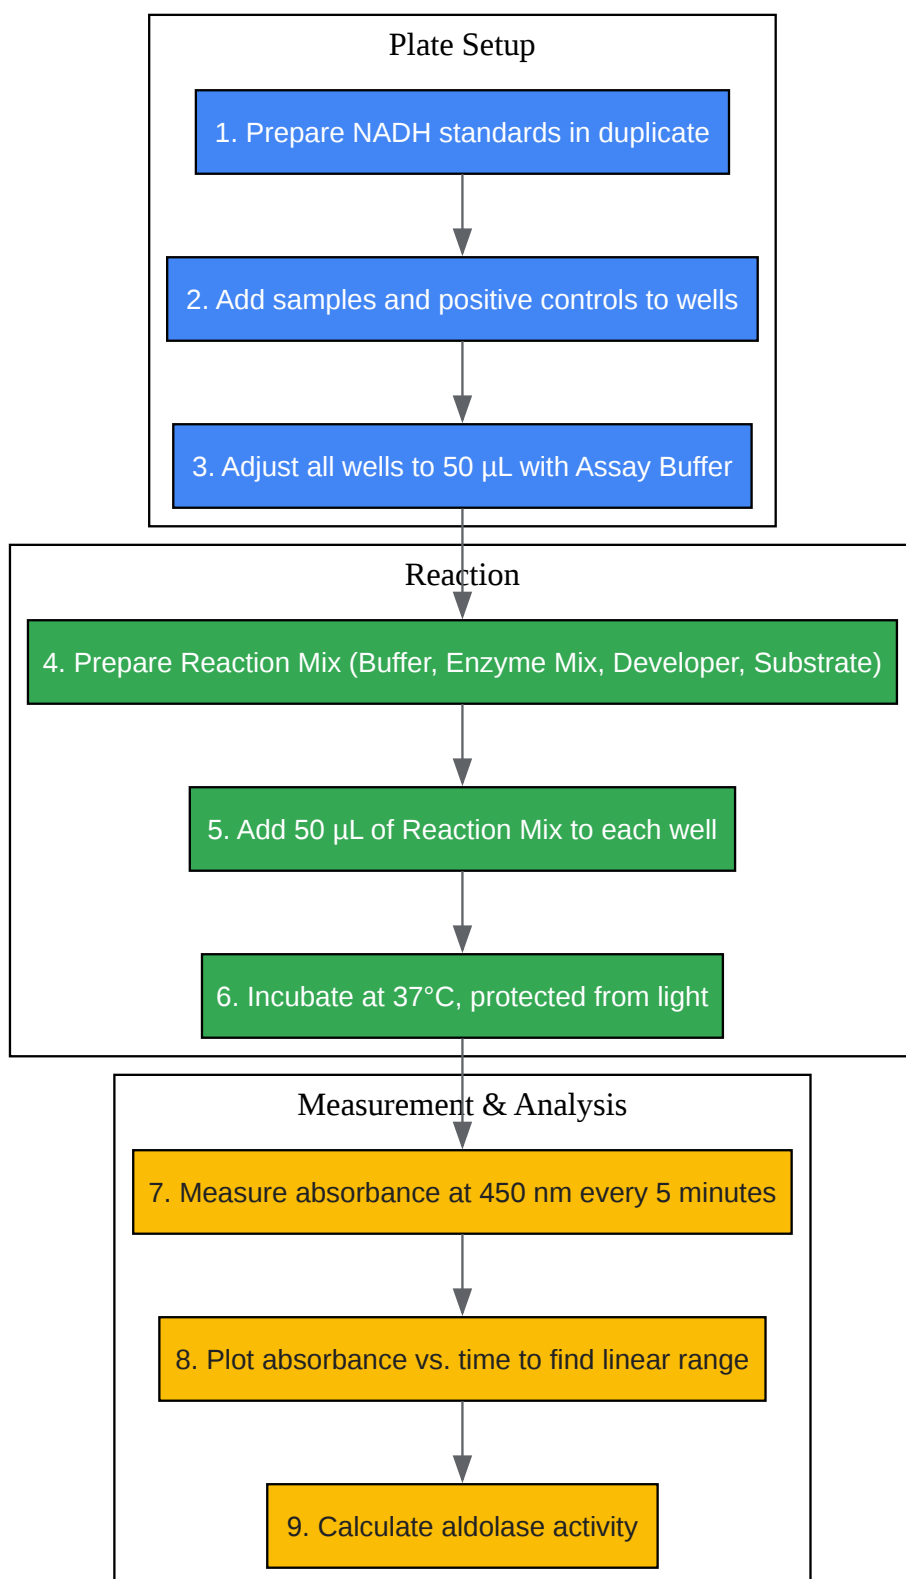 Plate Setup
1. Prepare NADH standards in duplicate
2. Add samples and positive controls to wells
3. Adjust all wells to 50 µL with Assay Buffer
Reaction
4. Prepare Reaction Mix (Buffer, Enzyme Mix, Developer, Substrate)
5. Add 50 µL of Reaction Mix to each well
6. Incubate at 37°C, protected from light
Measurement & Analysis
7. Measure absorbance at 450 nm every 5 minutes
8. Plot absorbance vs. time to find linear range
9. Calculate aldolase activity